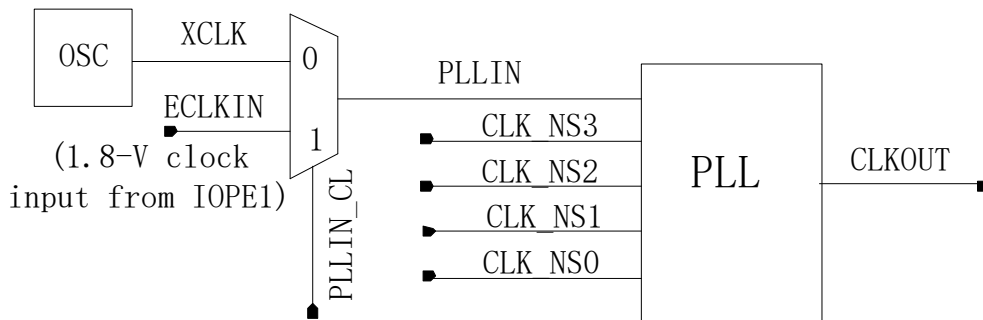 OSC
XCLK
0
ECLKIN
1
(1.8-V clock
input from IOPE1)
PLLIN_CL
PLLIN
CLK_NS3
CLK_NS2
CLK_NS1
CLK_NS0
PLL
CLKOUT